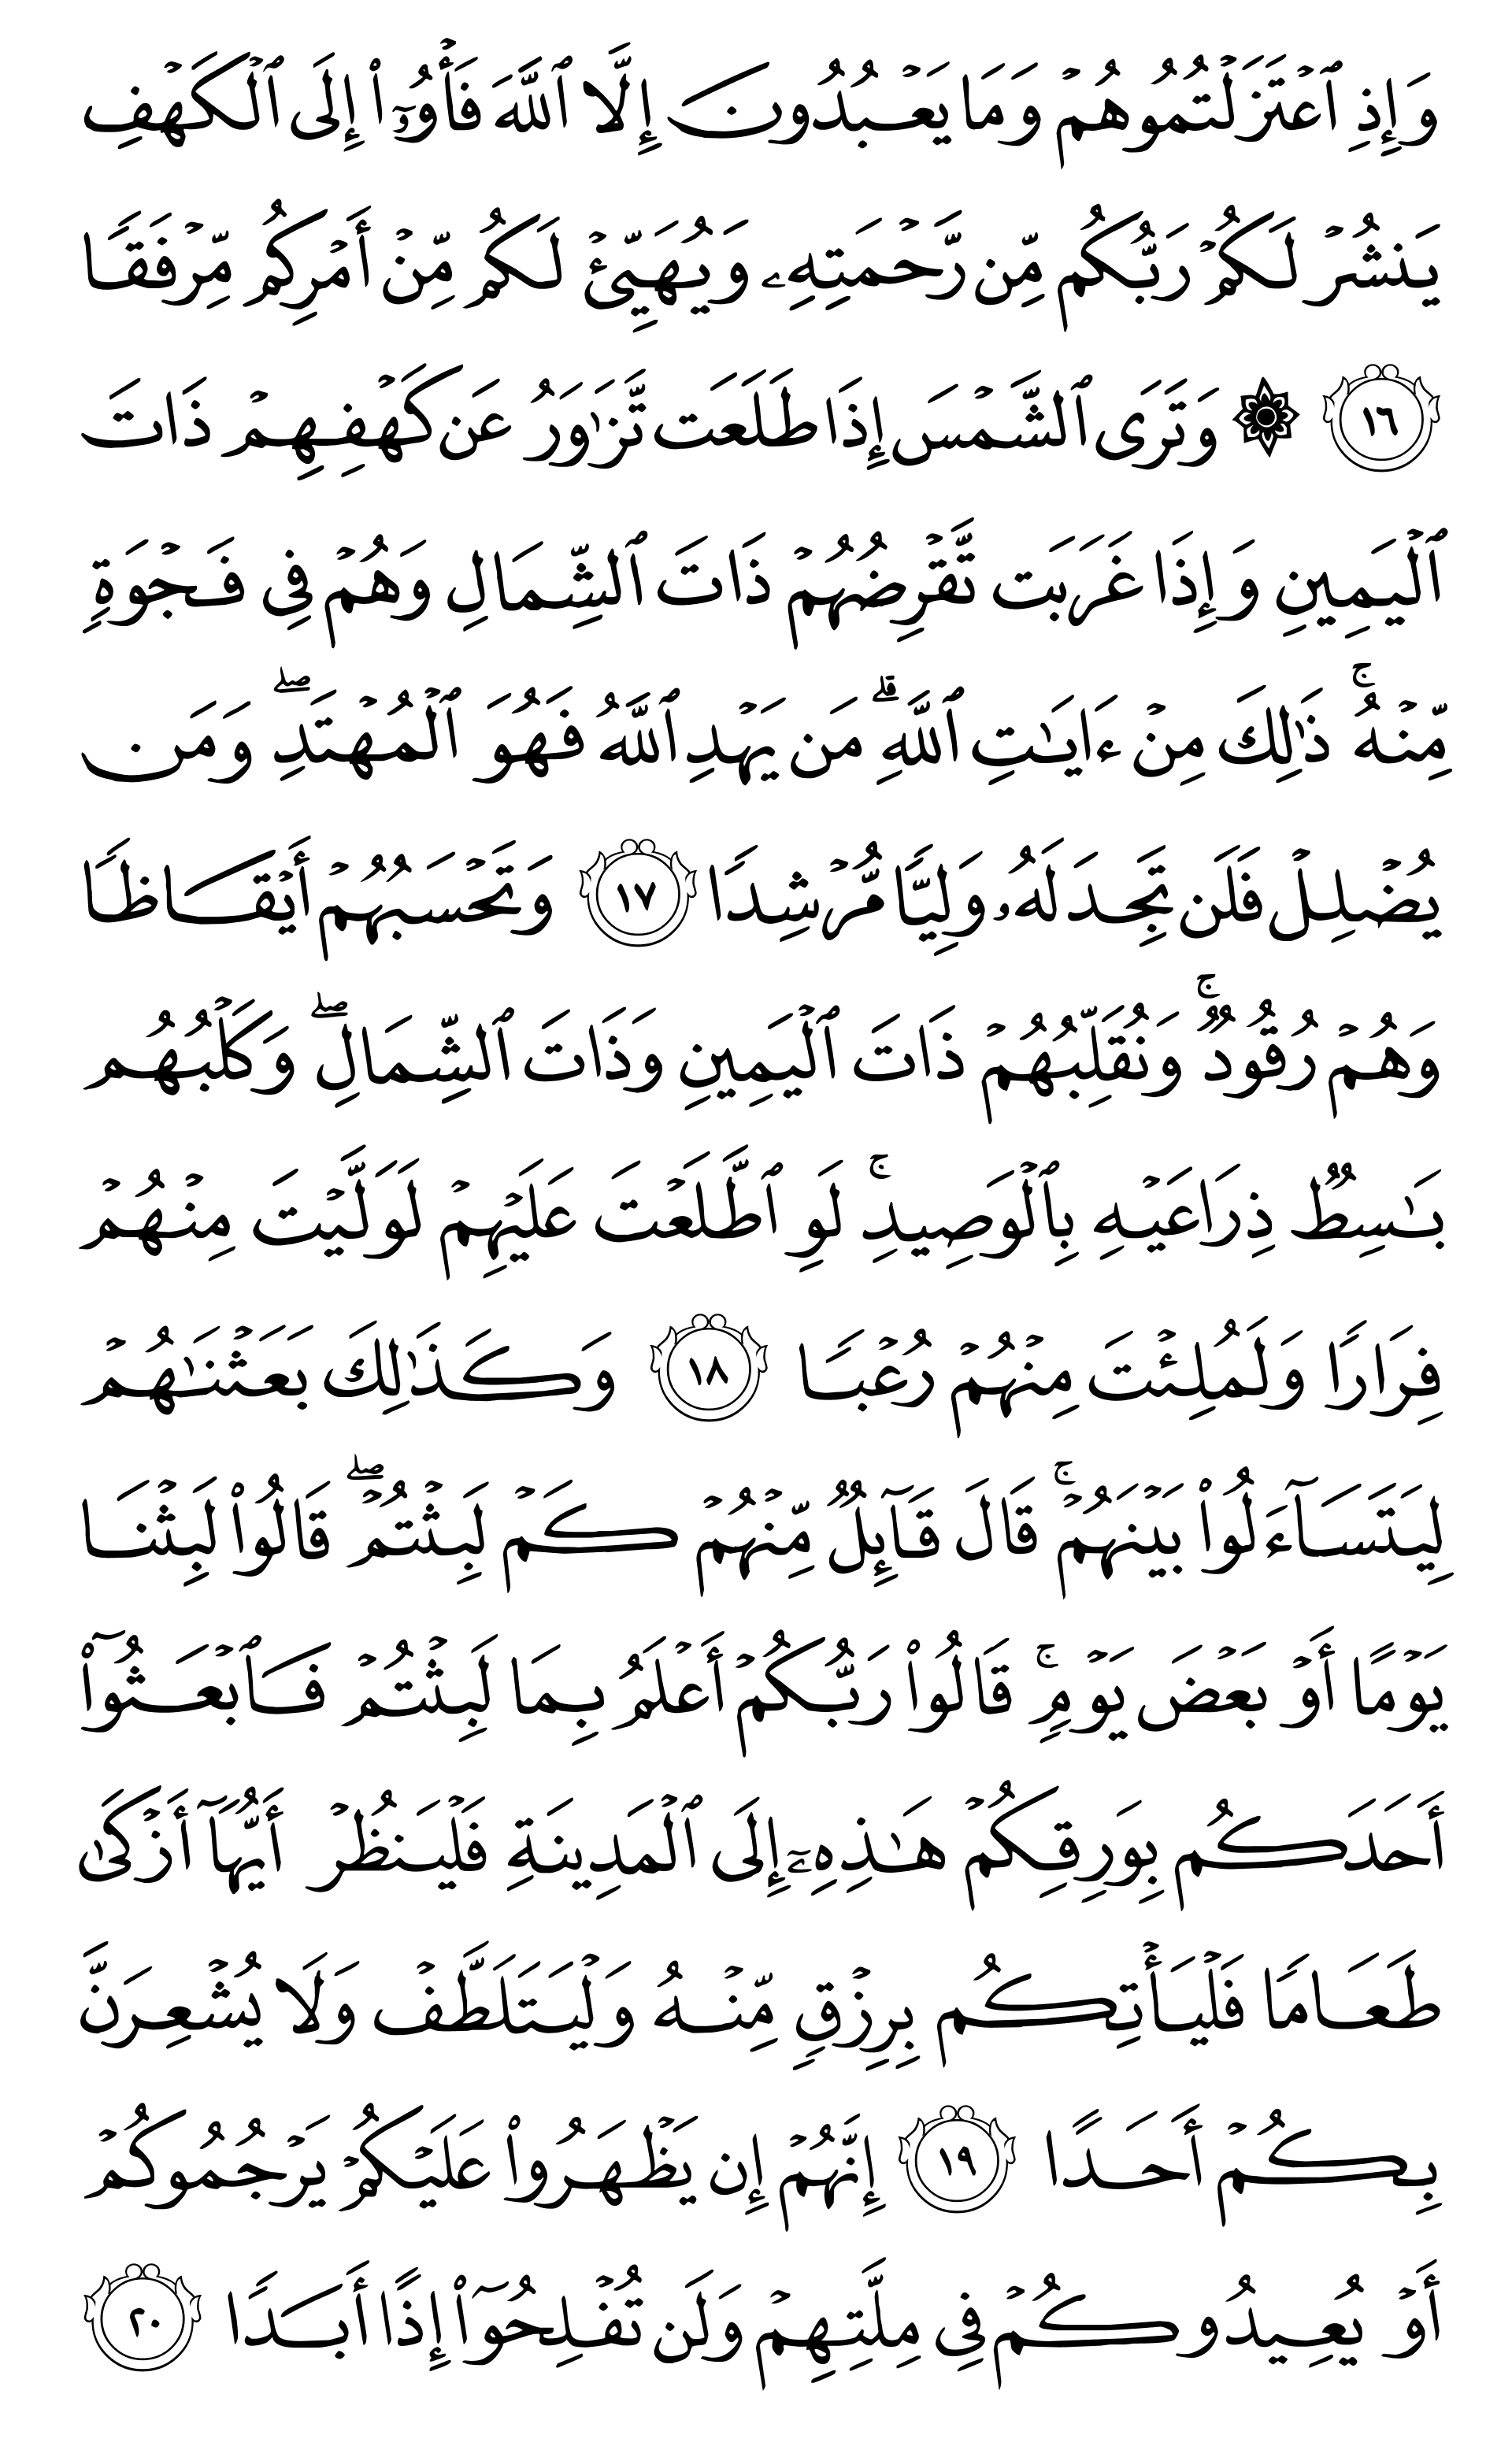 وَإِذِ ٱعۡتَزَلۡتُمُوهُمۡ وَمَا يَعۡبُدُونَ إِلَّا ٱللَّهَ فَأۡوُۥٓاْ إِلَى ٱلۡكَهۡفِ
يَنشُرۡ لَكُمۡ رَبُّكُم مِّن رَّحۡمَتِهِۦ وَيُهَيِّئۡ لَكُم مِّنۡ أَمۡرِكُم مِّرۡفَقٗا
١٦ ۞ وَتَرَى ٱلشَّمۡسَ إِذَا طَلَعَت تَّزَٰوَرُ عَن كَهۡفِهِمۡ ذَاتَ
ٱلۡيَمِينِ وَإِذَا غَرَبَت تَّقۡرِضُهُمۡ ذَاتَ ٱلشِّمَالِ وَهُمۡ فِي فَجۡوَةٖ
مِّنۡهُۚ ذَٰلِكَ مِنۡ ءَايَٰتِ ٱللَّهِۗ مَن يَهۡدِ ٱللَّهُ فَهُوَ ٱلۡمُهۡتَدِۖ وَمَن
يُضۡلِلۡ فَلَن تَجِدَ لَهُۥ وَلِيّٗا مُّرۡشِدٗا ١٧ وَتَحۡسَبُهُمۡ أَيۡقَاظٗا
وَهُمۡ رُقُودٞۚ وَنُقَلِّبُهُمۡ ذَاتَ ٱلۡيَمِينِ وَذَاتَ ٱلشِّمَالِۖ وَكَلۡبُهُم
بَٰسِطٞ ذِرَاعَيۡهِ بِٱلۡوَصِيدِۚ لَوِ ٱطَّلَعۡتَ عَلَيۡهِمۡ لَوَلَّيۡتَ مِنۡهُمۡ
فِرَارٗا وَلَمُلِئۡتَ مِنۡهُمۡ رُعۡبٗا ١٨ وَكَذَٰلِكَ بَعَثۡنَٰهُمۡ
لِيَتَسَآءَلُواْ بَيۡنَهُمۡۚ قَالَ قَآئِلٞ مِّنۡهُمۡ كَمۡ لَبِثۡتُمۡۖ قَالُواْ لَبِثۡنَا
يَوۡمًا أَوۡ بَعۡضَ يَوۡمٖۚ قَالُواْ رَبُّكُمۡ أَعۡلَمُ بِمَا لَبِثۡتُمۡ فَٱبۡعَثُوٓاْ
أَحَدَكُم بِوَرِقِكُمۡ هَٰذِهِۦٓ إِلَى ٱلۡمَدِينَةِ فَلۡيَنظُرۡ أَيُّهَآ أَزۡكَىٰ
طَعَامٗا فَلۡيَأۡتِكُم بِرِزۡقٖ مِّنۡهُ وَلۡيَتَلَطَّفۡ وَلَا يُشۡعِرَنَّ
بِكُمۡ أَحَدًا ١٩ إِنَّهُمۡ إِن يَظۡهَرُواْ عَلَيۡكُمۡ يَرۡجُمُوكُمۡ
أَوۡ يُعِيدُوكُمۡ فِي مِلَّتِهِمۡ وَلَن تُفۡلِحُوٓاْ إِذًا أَبَدٗا ٢٠